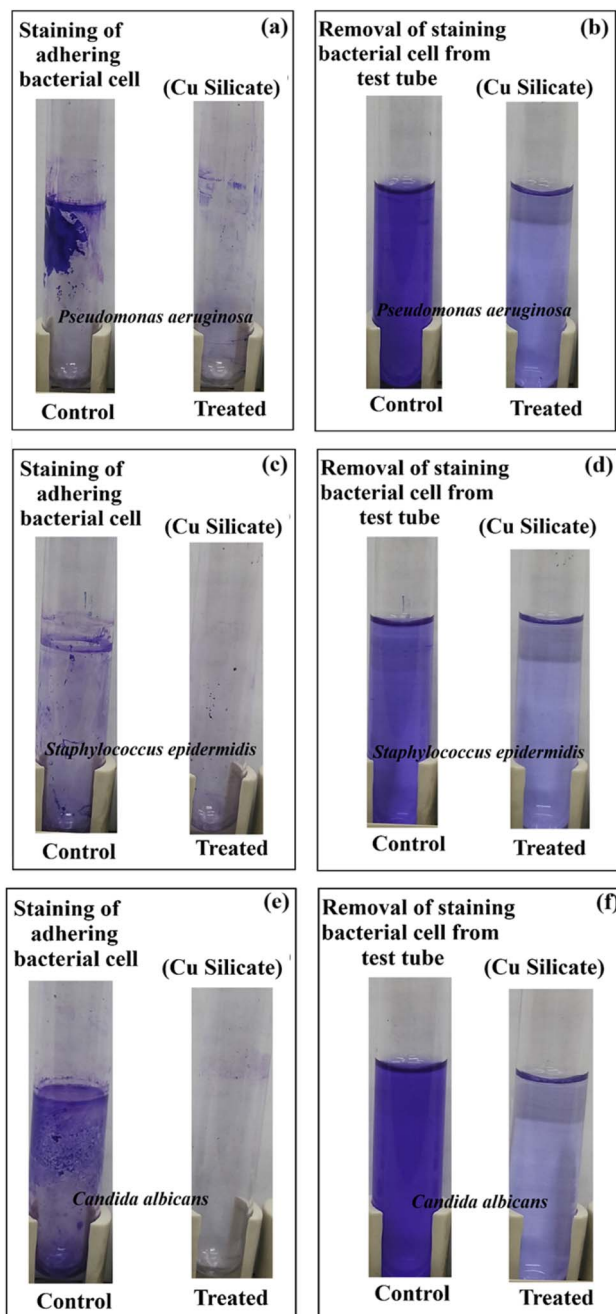 (a)
Staining of
adhering
bacterial cell
(Cu Silicate)
Pseudomonas aeruginosa
Control
Treated
(b)
Removal of staining
bacterial cell from
test tube
(Cu Silicate)
Pseudomonas aeruginosa
Control
Treated
(c)
Staining of
adhering
bacterial cell
(Cu Silicate)
Staphylococcus epidermidis
Control
Treated
(d)
Removal of staining
bacterial cell from
test tube
(Cu Silicate)
Staphylococcus epidermidis
Control
Treated
(e)
Staining of
adhering
bacterial cell
(Cu Silicate)
Candida albicans
Control
Treated
(f)
Removal of staining
bacterial cell from
test tube
(Cu Silicate)
Candida albicans
Control
Treated